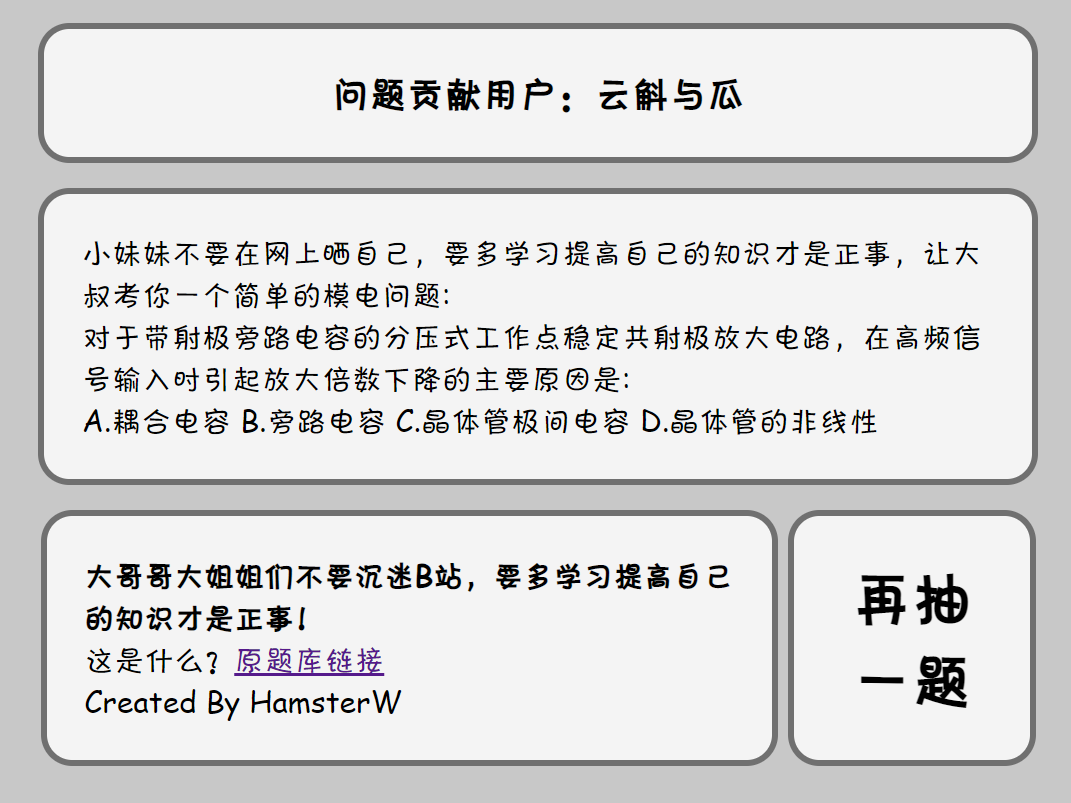 问题贡献用户：云斛与瓜
小妹妹不要在网上晒自己，要多学习提高自己的知识才是正事，让大
叔考你一个简单的模电问题:
对于带射极旁路电容的分压式工作点稳定共射极放大电路，在高频信
号输入时引起放大倍数下降的主要原因是:
A.耦合电容 B.旁路电容 C.晶体管极间电容 D.晶体管的非线性
大哥哥大姐姐们不要沉迷B站，要多学习提高自己
的知识才是正事！
这是什么？原题库链接
Created By HamsterW
再抽
一题